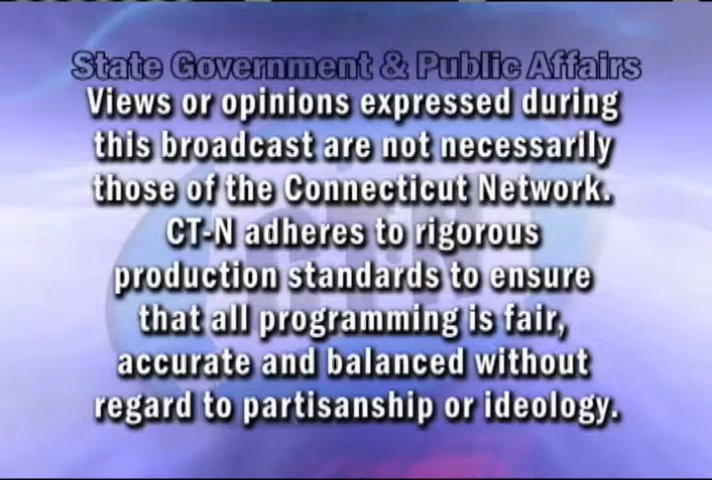 State Government & Public Affairs
Views or opinions expressed during
this broadcast are not necessarily
those of the Connecticut Network.
CT-N adheres to rigorous
production standards to ensure
that all programming is fair,
accurate and balanced without
regard to partisanship or ideology.